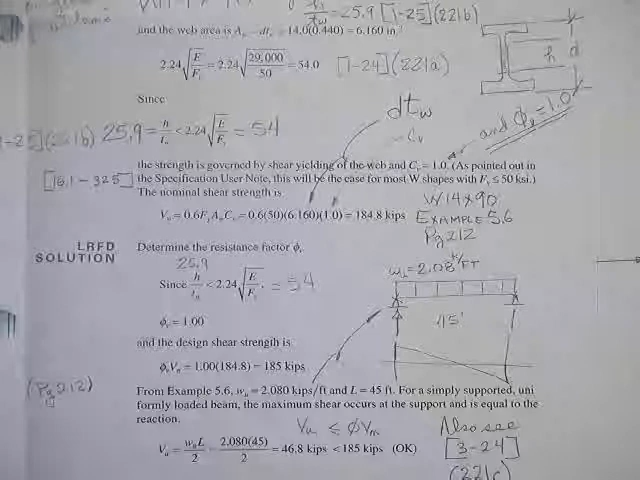 h/tw = 25.9 [1-25](221b)
and the web area is Aw = dtw = 14.0(0.440) = 6.160 in
2.24√E/Fy = 2.24√29,000/50 = 54.0 [1-24](221a)
h d
Since
dtw
Cv
and φv = 1.0
-25](221b) 25.9 = h/tw < 2.24√E/Fy = 54
the strength is governed by shear yielding of the web and Cv = 1.0. (As pointed out in
[16.1-325] the Specification User Note, this will be the case for most W shapes with Fy ≤ 50 ksi.)
The nominal shear strength is
W14x90
Vn = 0.6FyAwCv = 0.6(50)(6.160)(1.0) = 184.8 kips EXAMPLE 5.6
Pg 212
LRFD
SOLUTION
Determine the resistance factor φv.
25.9
Since h/tw < 2.24√E/Fy, = 54
wu = 2.08 k/FT
φv = 1.00
45'
and the design shear strength is
φvVn = 1.00(184.8) = 185 kips
(Pg 212)
From Example 5.6, wu = 2.080 kips/ft and L = 45 ft. For a simply supported, uni
formly loaded beam, the maximum shear occurs at the support and is equal to the
reaction.
Vu ≤ φVn
Also see
Vu = wuL/2 = 2.080(45)/2 = 46.8 kips < 185 kips (OK)
[3-24]
(221c)